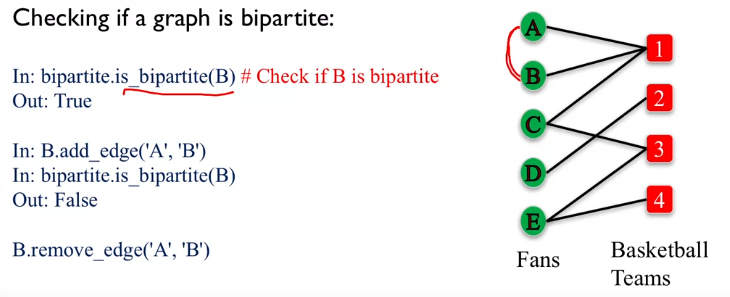 Checking if a graph is bipartite:
In: bipartite.is_bipartite(B) # Check if B is bipartite
Out: True
In: B.add_edge('A', 'B')
In: bipartite.is_bipartite(B)
Out: False
B.remove_edge('A', 'B')
A
B
C
D
E
Fans
1
2
3
4
Basketball
Teams